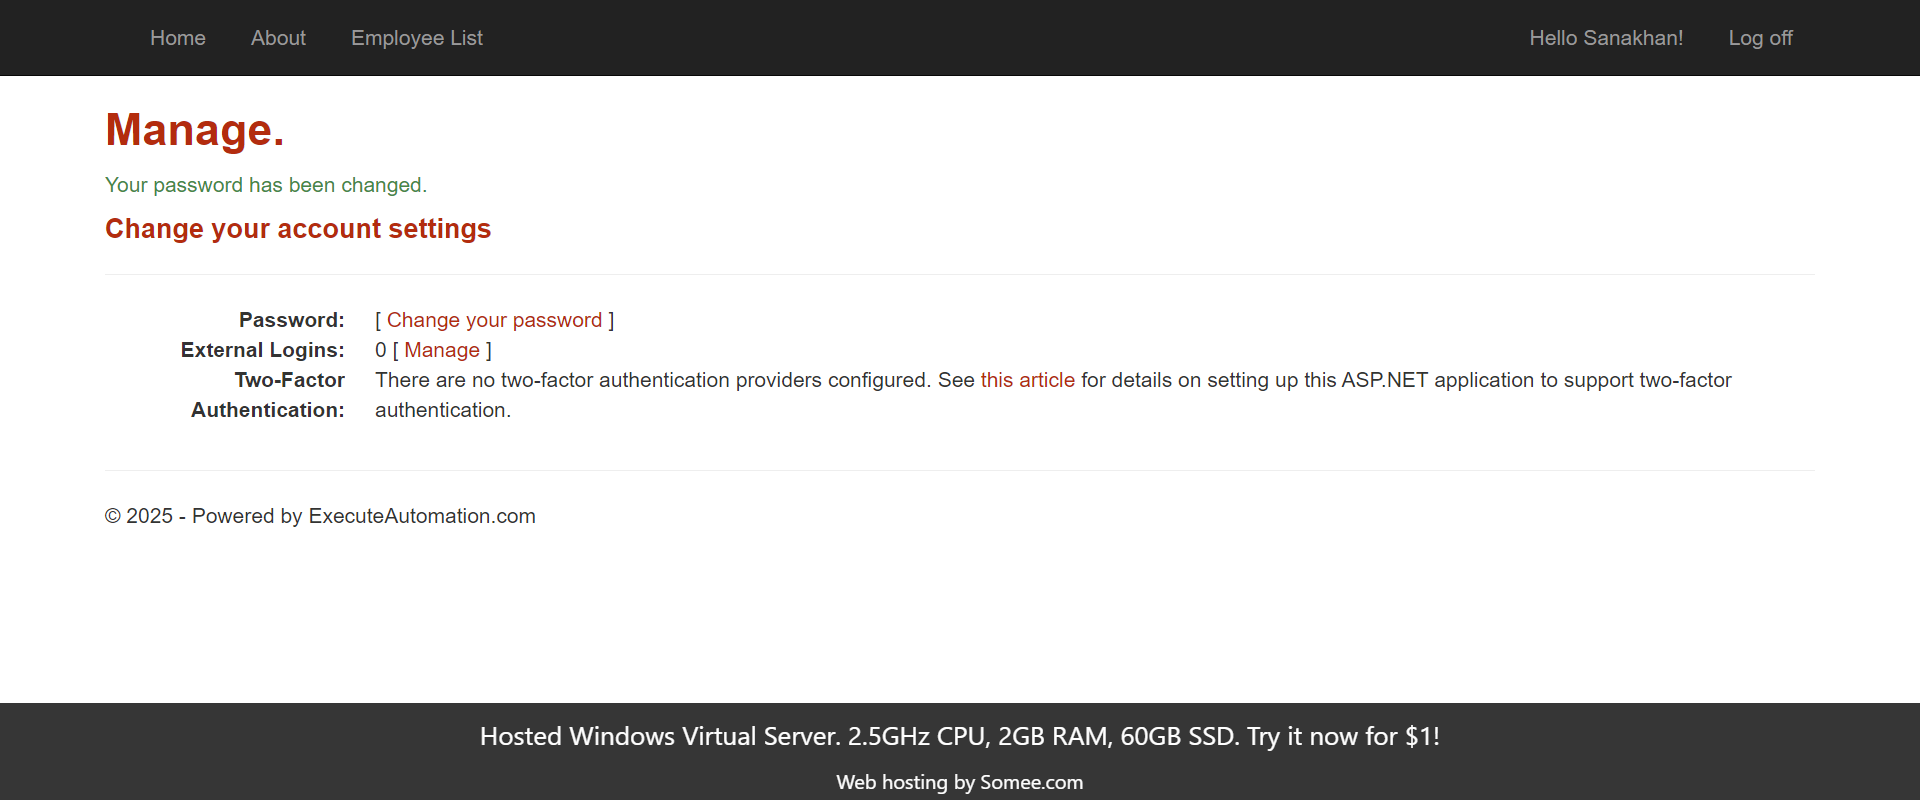 Home About Employee List Hello Sanakhan! Log off
Manage.
Your password has been changed.
Change your account settings
Password: [ Change your password ]
External Logins: 0 [ Manage ]
Two-Factor There are no two-factor authentication providers configured. See this article for details on setting up this ASP.NET application to support two-factor
Authentication: authentication.
© 2025 - Powered by ExecuteAutomation.com
Hosted Windows Virtual Server. 2.5GHz CPU, 2GB RAM, 60GB SSD. Try it now for $1!
Web hosting by Somee.com